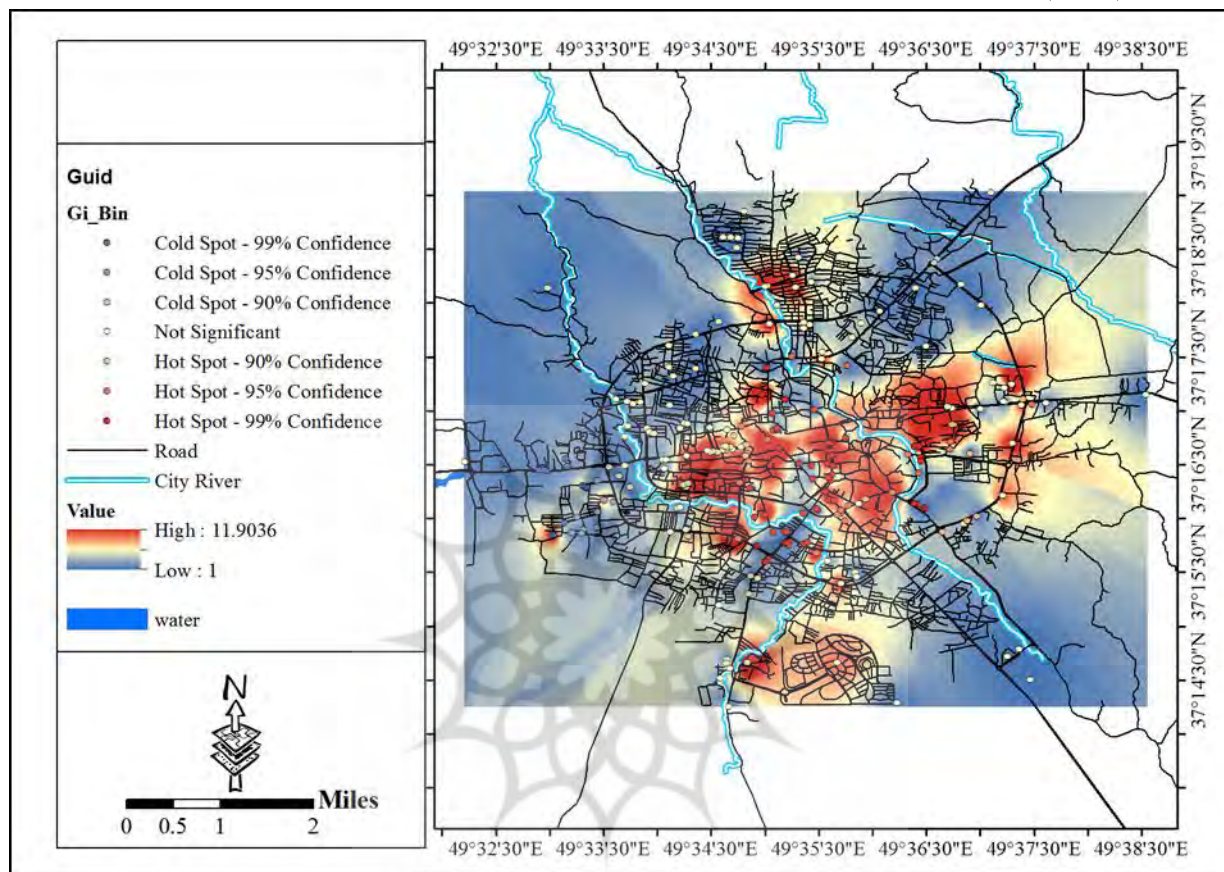 49°32'30"E 49°33'30"E 49°34'30"E 49°35'30"E 49°36'30"E 49°37'30"E 49°38'30"E
Guid
Gi_Bin
Cold Spot - 99% Confidence
Cold Spot - 95% Confidence
Cold Spot - 90% Confidence
Not Significant
Hot Spot - 90% Confidence
Hot Spot - 95% Confidence
Hot Spot - 99% Confidence
Road
City River
Value
High : 11.9036
Low : 1
water
N
Miles
0 0.5 1 2
37°19'30"N
37°18'30"N
37°17'30"N
37°16'30"N
37°15'30"N
37°14'30"N
49°32'30"E 49°33'30"E 49°34'30"E 49°35'30"E 49°36'30"E 49°37'30"E 49°38'30"E